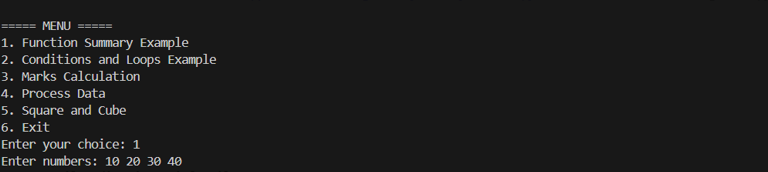 ===== MENU =====
1. Function Summary Example
2. Conditions and Loops Example
3. Marks Calculation
4. Process Data
5. Square and Cube
6. Exit
Enter your choice: 1
Enter numbers: 10 20 30 40